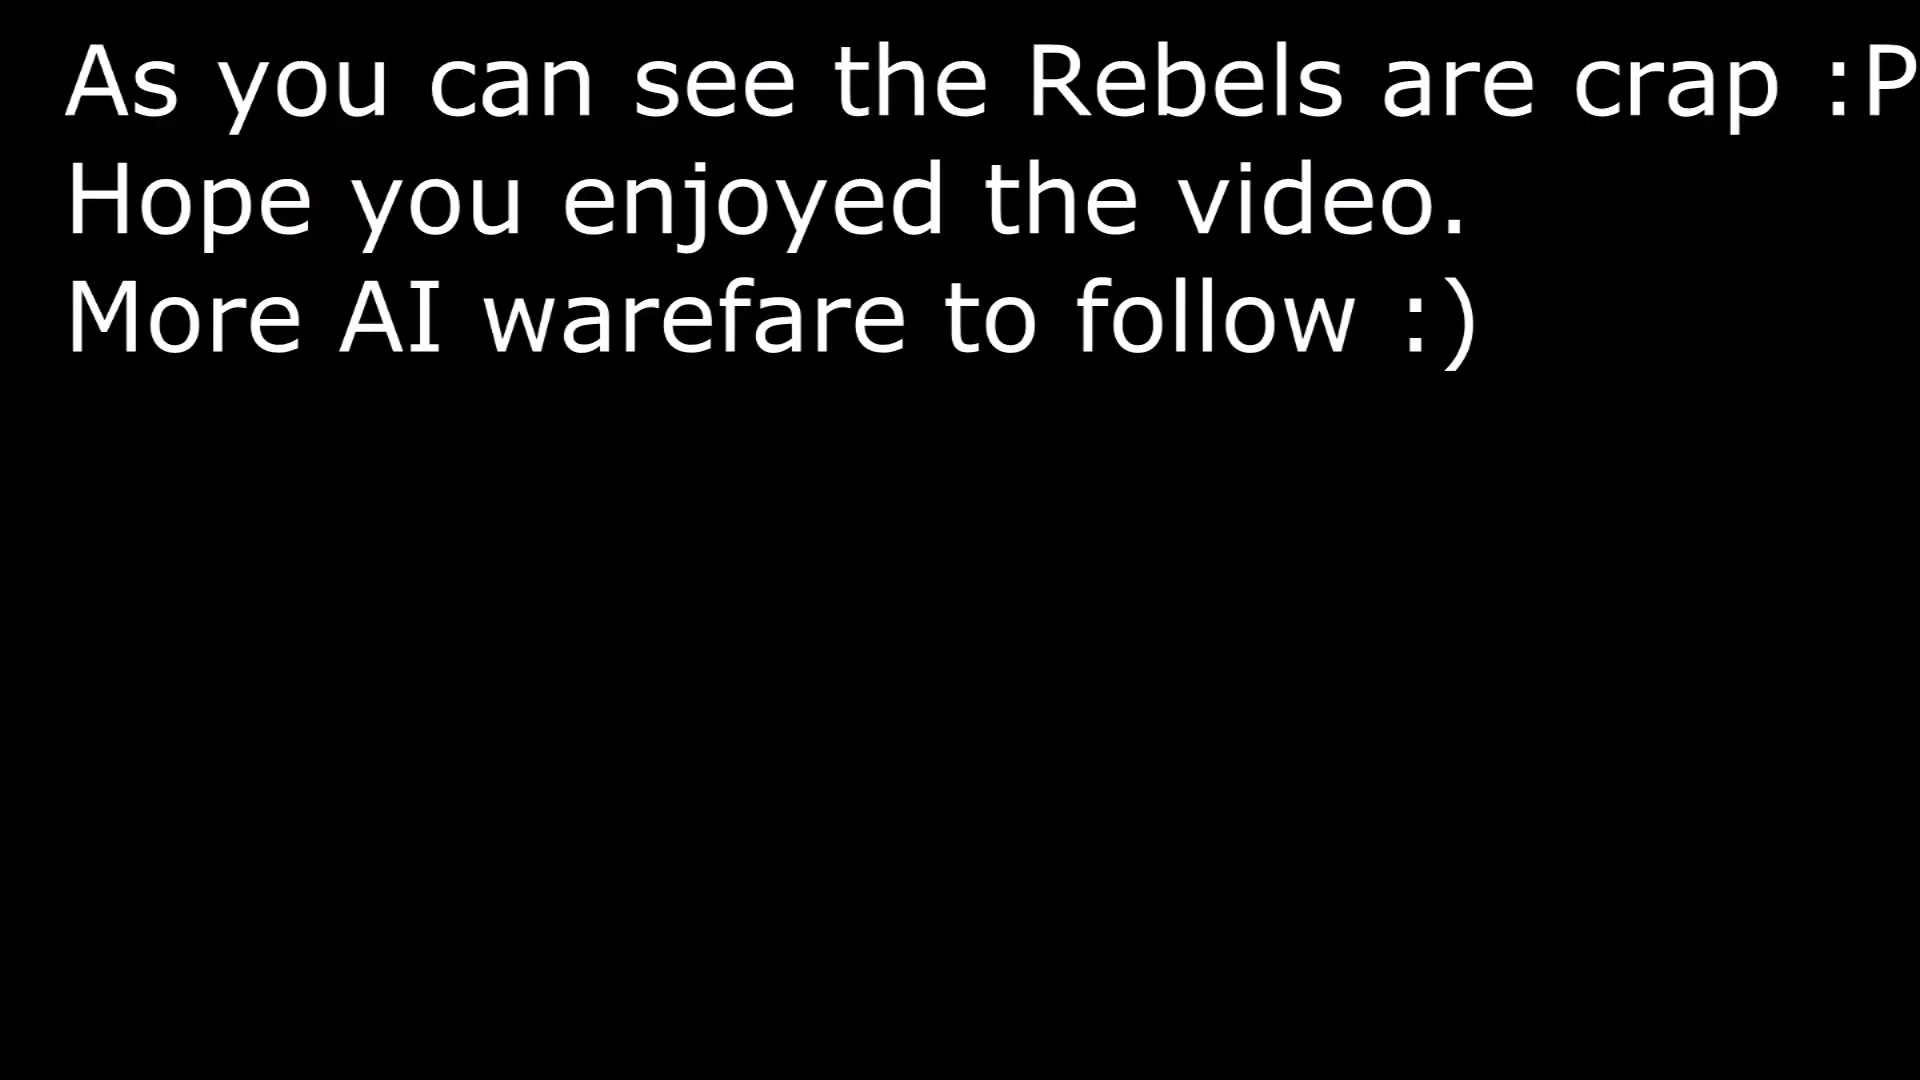 As you can see the Rebels are crap :P
Hope you enjoyed the video.
More AI warefare to follow :)